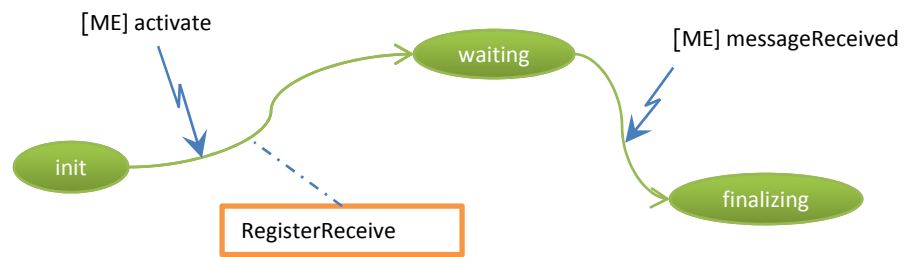 [ME] activate
waiting
[ME] messageReceived
init
finalizing
RegisterReceive